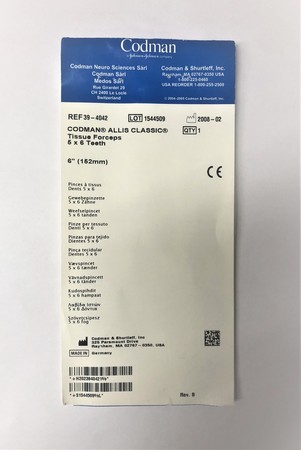 Codman
Codman Neuro Sciences Sàrl
Codman Sàrl
Medos Sàrl
Rue Girardet 29
CH 2400 Le Locle
Switzerland
Codman & Shurtleff, Inc.
Raynham, MA 02767-0350 USA
1-800-225-0460
USA REORDER 1-800-255-2500
REF 39-4042
LOT 1544509
2008-02
CODMAN® ALLIS CLASSIC®
Tissue Forceps
5 x 6 Teeth
QTY 1
6" (152mm)
CE
Pinces à tissus
Dents 5 x 6
Gewebepinzette
5 x 6 Zähne
Weefselpincet
5 x 6 tanden
Pinze per tessuto
Denti 5 x 6
Pinzas para tejido
Dientes 5 x 6
Pinça tecidular
Dentes 5 x 6
Vævspincet
5 x 6 tænder
Vävnadspincett
5 x 6 tänder
Kudospihdit
5 x 6 hampaat
Λαβίδα ιστών
5 x 6 Δόντια
Szövetcsipesz
5 x 6 fog
Codman & Shurtleff, Inc
325 Paramount Drive
Raynham, MA 02767-0350, USA
MADE IN Germany
Rev. B